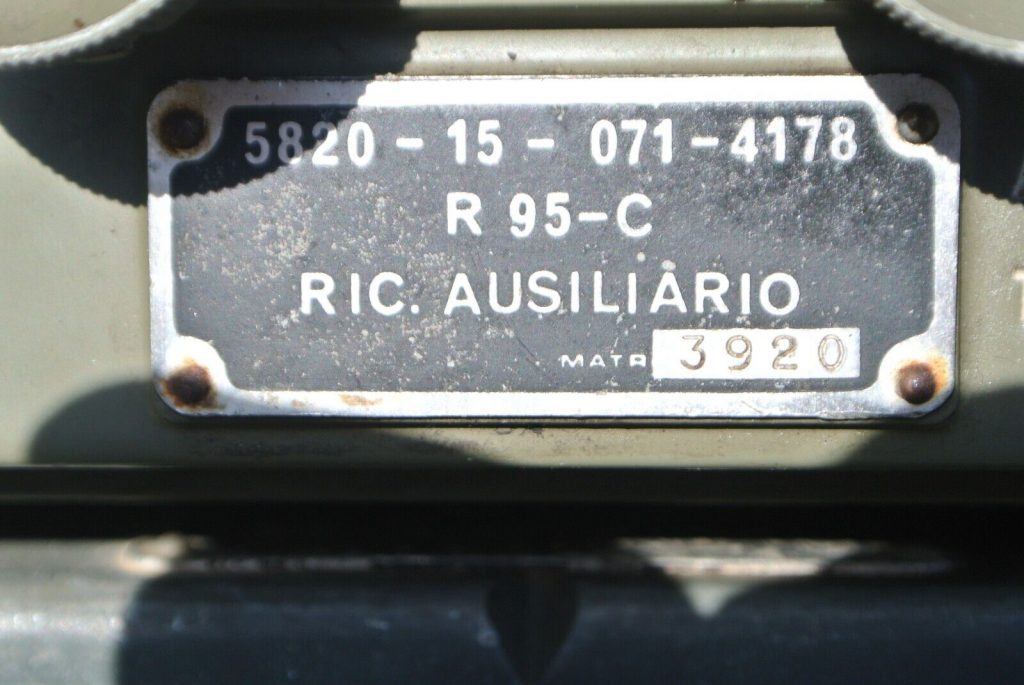 5820-15-071-4178
R 95-C
RIC. AUSILIARIO
MATR 3920